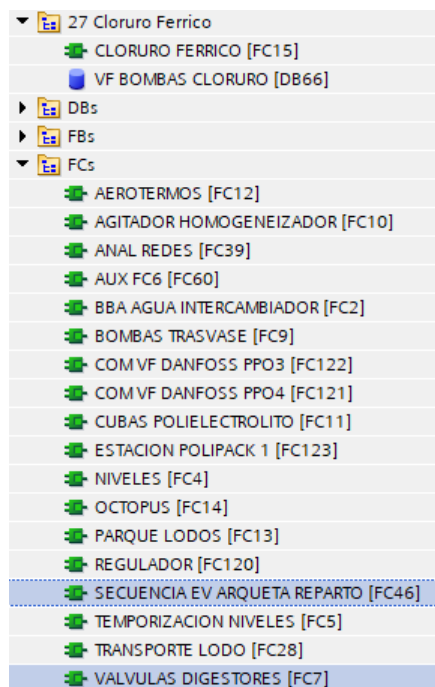 27 Cloruro Ferrico
CLORURO FERRICO [FC15]
VF BOMBAS CLORURO [DB66]
DBs
FBs
FCs
AEROTERMOS [FC12]
AGITADOR HOMOGENEIZADOR [FC10]
ANAL REDES [FC39]
AUX FC6 [FC60]
BBA AGUA INTERCAMBIADOR [FC2]
BOMBAS TRASVASE [FC9]
COM VF DANFOSS PPO3 [FC122]
COM VF DANFOSS PPO4 [FC121]
CUBAS POLIELECTROLITO [FC11]
ESTACION POLIPACK 1 [FC123]
NIVELES [FC4]
OCTOPUS [FC14]
PARQUE LODOS [FC13]
REGULADOR [FC120]
SECUENCIA EV ARQUETA REPARTO [FC46]
TEMPORIZACION NIVELES [FC5]
TRANSPORTE LODO [FC28]
VALVULAS DIGESTORES [FC7]